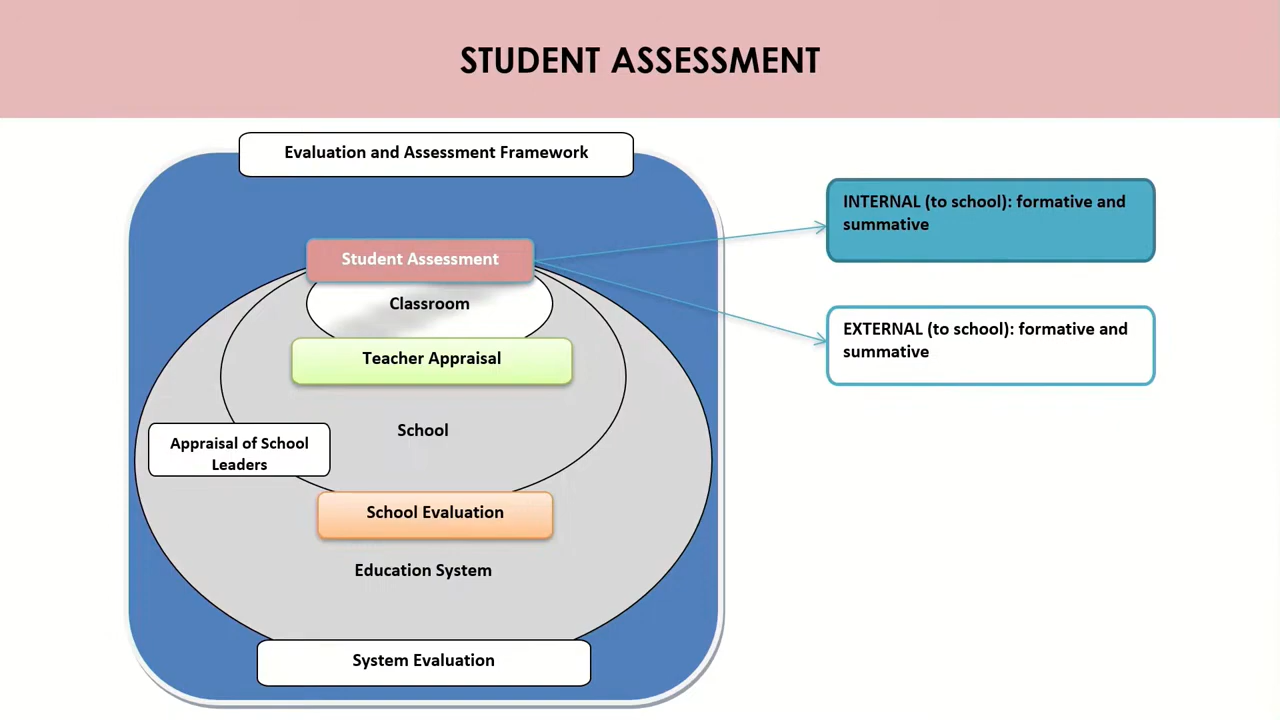 STUDENT ASSESSMENT
Evaluation and Assessment Framework
Student Assessment
Classroom
Teacher Appraisal
School
Appraisal of School
Leaders
School Evaluation
Education System
System Evaluation
INTERNAL (to school): formative and
summative
EXTERNAL (to school): formative and
summative